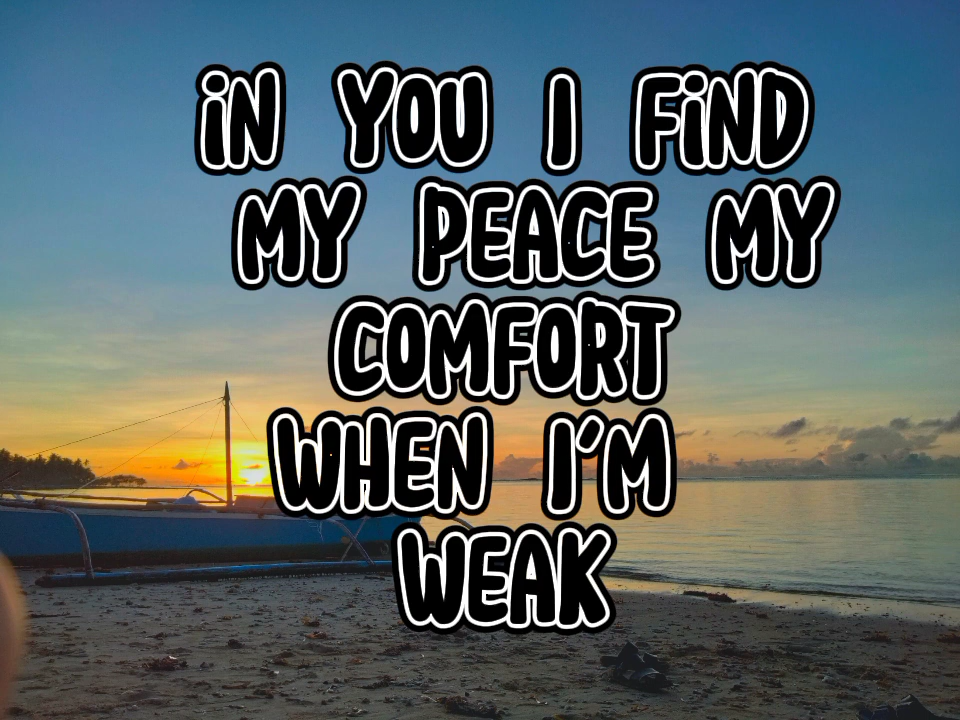 iN YOU I FiND
MY PEACE MY
COMFORT
WHEN I'M
WEAK